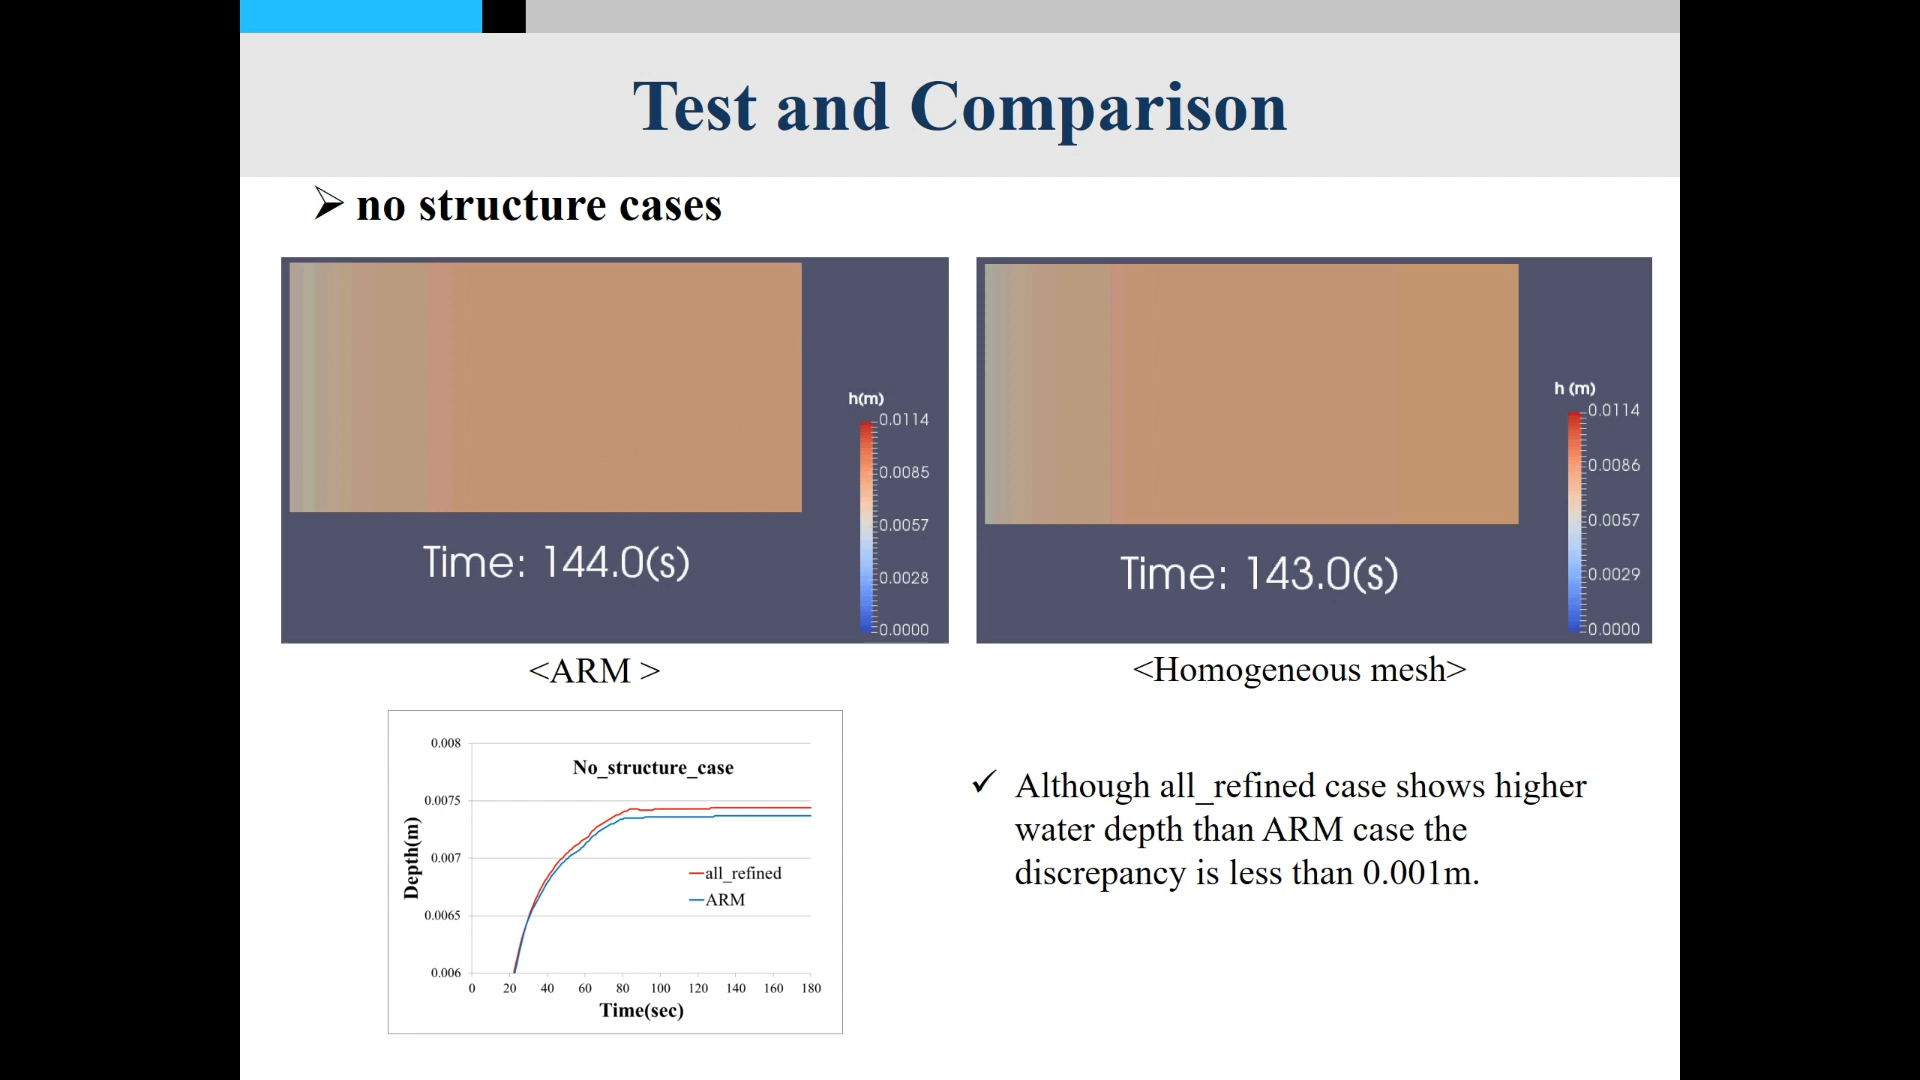 Test and Comparison
➢ no structure cases
h(m)
0.0114
0.0085
0.0057
0.0028
0.0000
Time: 144.0(s)
h (m)
0.0114
0.0086
0.0057
0.0029
0.0000
Time: 143.0(s)
<ARM >
<Homogeneous mesh>
No_structure_case
0.008
0.0075
0.007
0.0065
0.006
Depth(m)
all_refined
ARM
0 20 40 60 80 100 120 140 160 180
Time(sec)
✓ Although all_refined case shows higher
water depth than ARM case the
discrepancy is less than 0.001m.